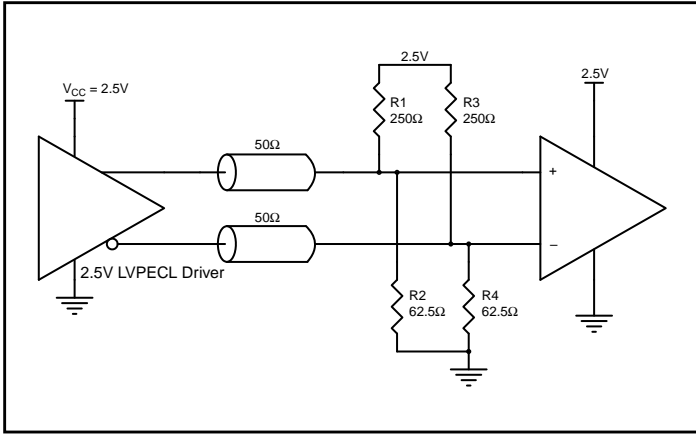 2.5V
V_CC = 2.5V
2.5V
R1
250Ω
R3
250Ω
50Ω
+
50Ω
–
2.5V LVPECL Driver
R2
62.5Ω
R4
62.5Ω